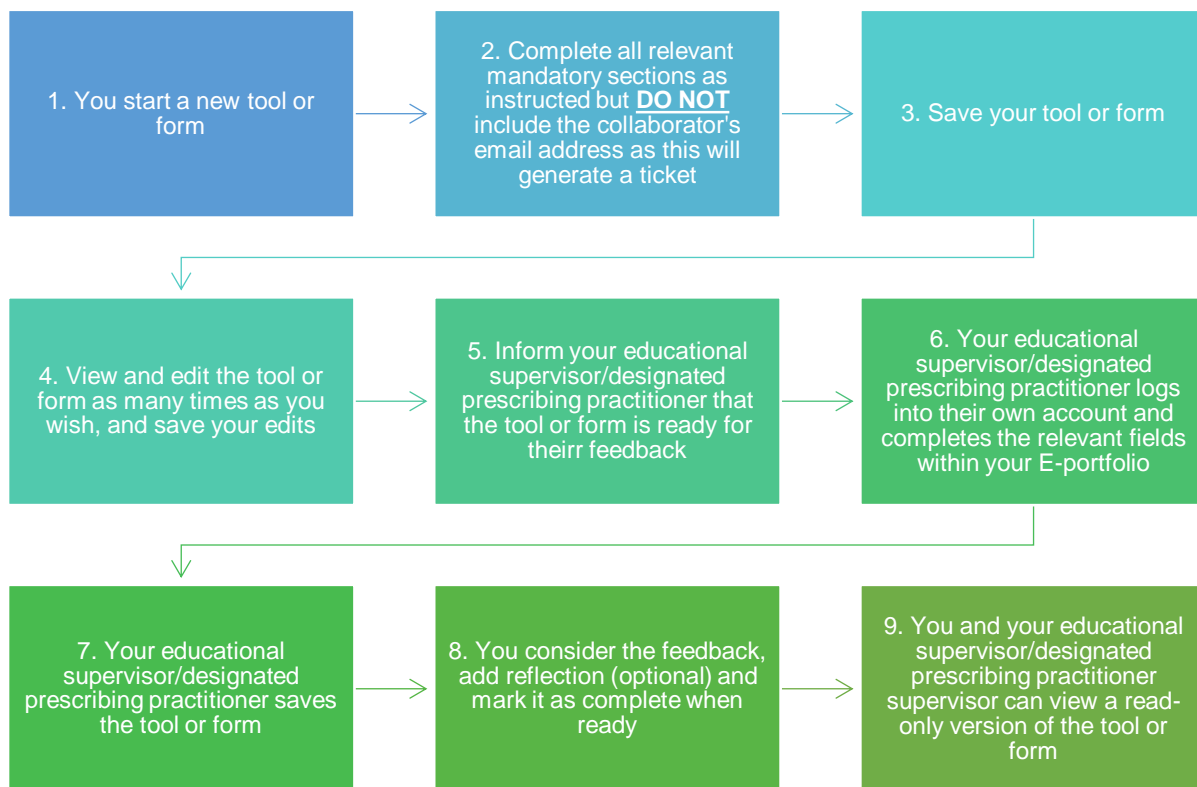 1. You start a new tool or
form
2. Complete all relevant
mandatory sections as
instructed but DO NOT
include the collaborator's
email address as this will
generate a ticket
3. Save your tool or form
4. View and edit the tool or
form as many times as you
wish, and save your edits
5. Inform your educational
supervisor/designated
prescribing practitioner that
the tool or form is ready for
theirr feedback
6. Your educational
supervisor/designated
prescribing practitioner logs
into their own account and
completes the relevant fields
within your E-portfolio
7. Your educational
supervisor/designated
prescribing practitioner saves
the tool or form
8. You consider the feedback,
add reflection (optional) and
mark it as complete when
ready
9. You and your educational
supervisor/designated
prescribing practitioner
supervisor can view a read-
only version of the tool or
form